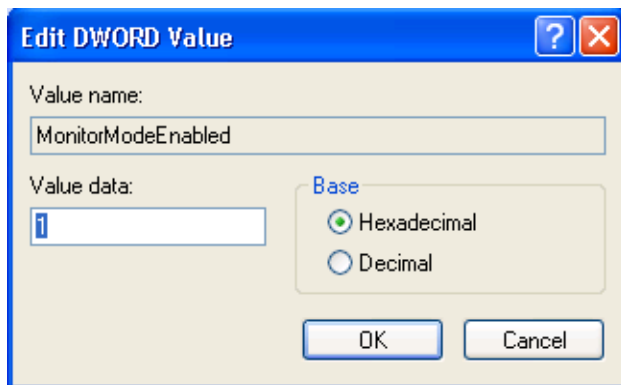 Edit DWORD Value
Value name:
MonitorModeEnabled
Value data:
1
Base
Hexadecimal
Decimal
OK
Cancel